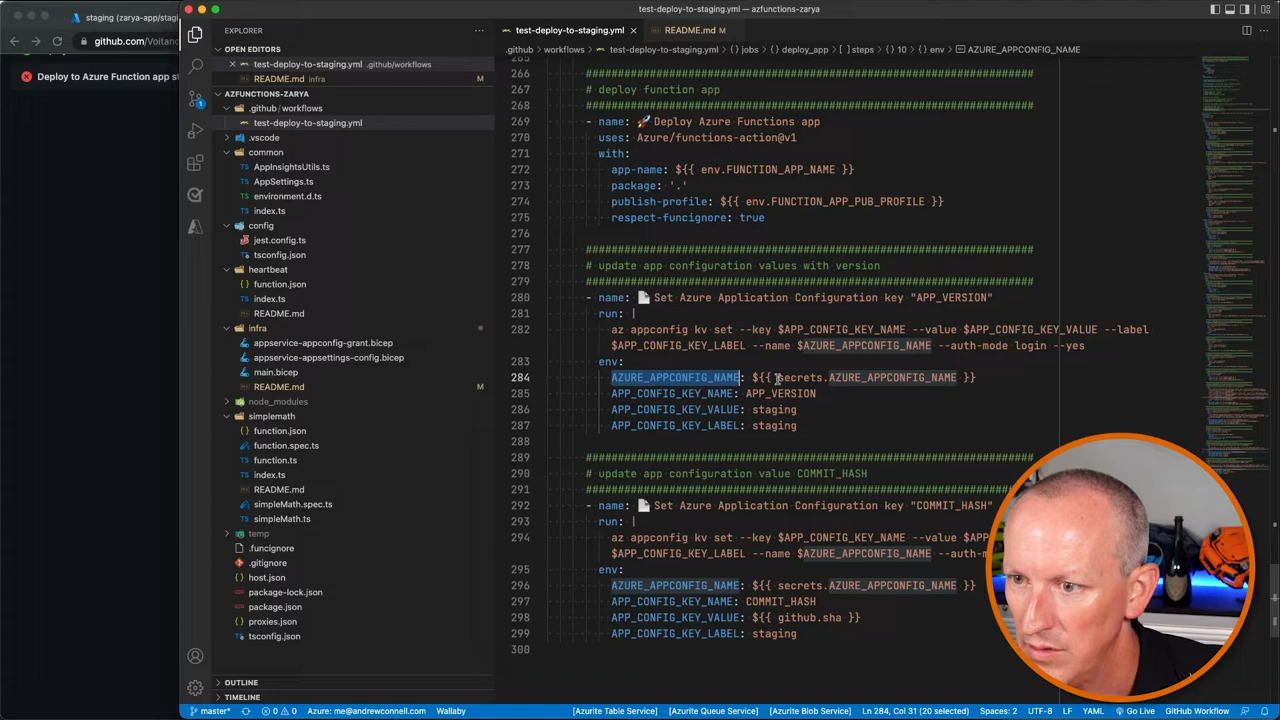 test-deploy-to-staging.yml — azfunctions-zarya
staging (zarya-app/staging
github.com/Voitano
Deploy to Azure Function app st
EXPLORER
OPEN EDITORS
test-deploy-to-staging.yml .github/workflows
README.md infra M
AZFUNCTIONS-ZARYA
.github/workflows
test-deploy-to-staging.yml
.vscode
common
AppInsightsUtils.ts
AppSettings.ts
environment.d.ts
index.ts
config
jest.config.ts
tsconfig.json
heartbeat
function.json
index.ts
README.md
infra
appservice-appconfig-grant.bicep
appservice-appsettings-config.bicep
main.bicep
README.md M
node_modules
simplemath
function.json
function.spec.ts
function.ts
index.ts
README.md
simpleMath.spec.ts
simpleMath.ts
temp
.funcignore
.gitignore
host.json
package-lock.json
package.json
proxies.json
tsconfig.json
OUTLINE
TIMELINE
test-deploy-to-staging.yml README.md M
.github > workflows > test-deploy-to-staging.yml > {} jobs > {} deploy_app > [ ] steps > {} 10 > {} env > AZURE_APPCONFIG_NAME
265
266 ########################################################################
267 # deploy function app
268 ########################################################################
269 - name: 🚀 Deploy Azure Functions app
270 uses: Azure/functions-action@v1
271 with:
272 app-name: ${{ env.FUNCTION_APP_NAME }}
273 package: '.'
274 publish-profile: ${{ env.FUNCTION_APP_PUB_PROFILE }}
275 respect-funcignore: true
276
277 ########################################################################
278 # update app configuration value with version
279 ########################################################################
280 - name: 📄 Set Azure Application Configuration key "APP_VERSION"
281 run: |
282 az appconfig kv set --key $APP_CONFIG_KEY_NAME --value $APP_CONFIG_KEY_VALUE --label
$APP_CONFIG_KEY_LABEL --name $AZURE_APPCONFIG_NAME --auth-mode login --yes
283 env:
284 AZURE_APPCONFIG_NAME: ${{ secrets.AZURE_APPCONFIG_NAME }}
285 APP_CONFIG_KEY_NAME: APP_VERSION
286 APP_CONFIG_KEY_VALUE: staging
287 APP_CONFIG_KEY_LABEL: staging
288
289 ########################################################################
290 # update app configuration value COMMIT_HASH
291 ########################################################################
292 - name: 📄 Set Azure Application Configuration key "COMMIT_HASH"
293 run: |
294 az appconfig kv set --key $APP_CONFIG_KEY_NAME --value $APP
$APP_CONFIG_KEY_LABEL --name $AZURE_APPCONFIG_NAME --auth-m
295 env:
296 AZURE_APPCONFIG_NAME: ${{ secrets.AZURE_APPCONFIG_NAME }}
297 APP_CONFIG_KEY_NAME: COMMIT_HASH
298 APP_CONFIG_KEY_VALUE: ${{ github.sha }}
299 APP_CONFIG_KEY_LABEL: staging
300
master* 0 0 Azure: me@andrewconnell.com Wallaby [Azurite Table Service] [Azurite Queue Service] [Azurite Blob Service] Ln 284, Col 31 (20 selected) Spaces: 2 UTF-8 LF YAML Go Live GitHub Workflow